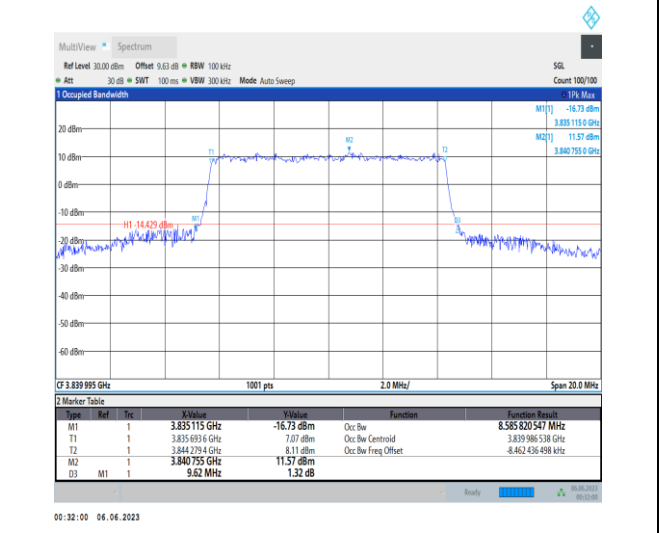 MultiView Spectrum
Ref Level 30.00 dBm Offset 9.63 dB RBW 100 kHz SGL
Att 30 dB SWT 100 ms VBW 300 kHz Mode Auto Sweep Count 100/100
1 Occupied Bandwidth 1Pk Max
M1[1] -16.73 dBm
3.835 115 0 GHz
M2[1] 11.57 dBm
3.840 755 0 GHz
20 dBm
M2
T1
T2
10 dBm
0 dBm
-10 dBm
M1
D3
H1 -14.429 dBm
-20 dBm
-30 dBm
-40 dBm
-50 dBm
-60 dBm
CF 3.839 995 GHz 1001 pts 2.0 MHz/ Span 20.0 MHz
2 Marker Table
Type Ref Trc X-Value Y-Value Function Function Result
M1 1 3.835 115 GHz -16.73 dBm Occ Bw 8.585 820 547 MHz
T1 1 3.835 693 6 GHz 7.07 dBm Occ Bw Centroid 3.839 986 538 GHz
T2 1 3.844 279 4 GHz 8.11 dBm Occ Bw Freq Offset -8.462 436 498 kHz
M2 1 3.840 755 GHz 11.57 dBm
D3 M1 1 9.62 MHz 1.32 dB
Ready 06.06.2023
00:32:00
00:32:00 06.06.2023